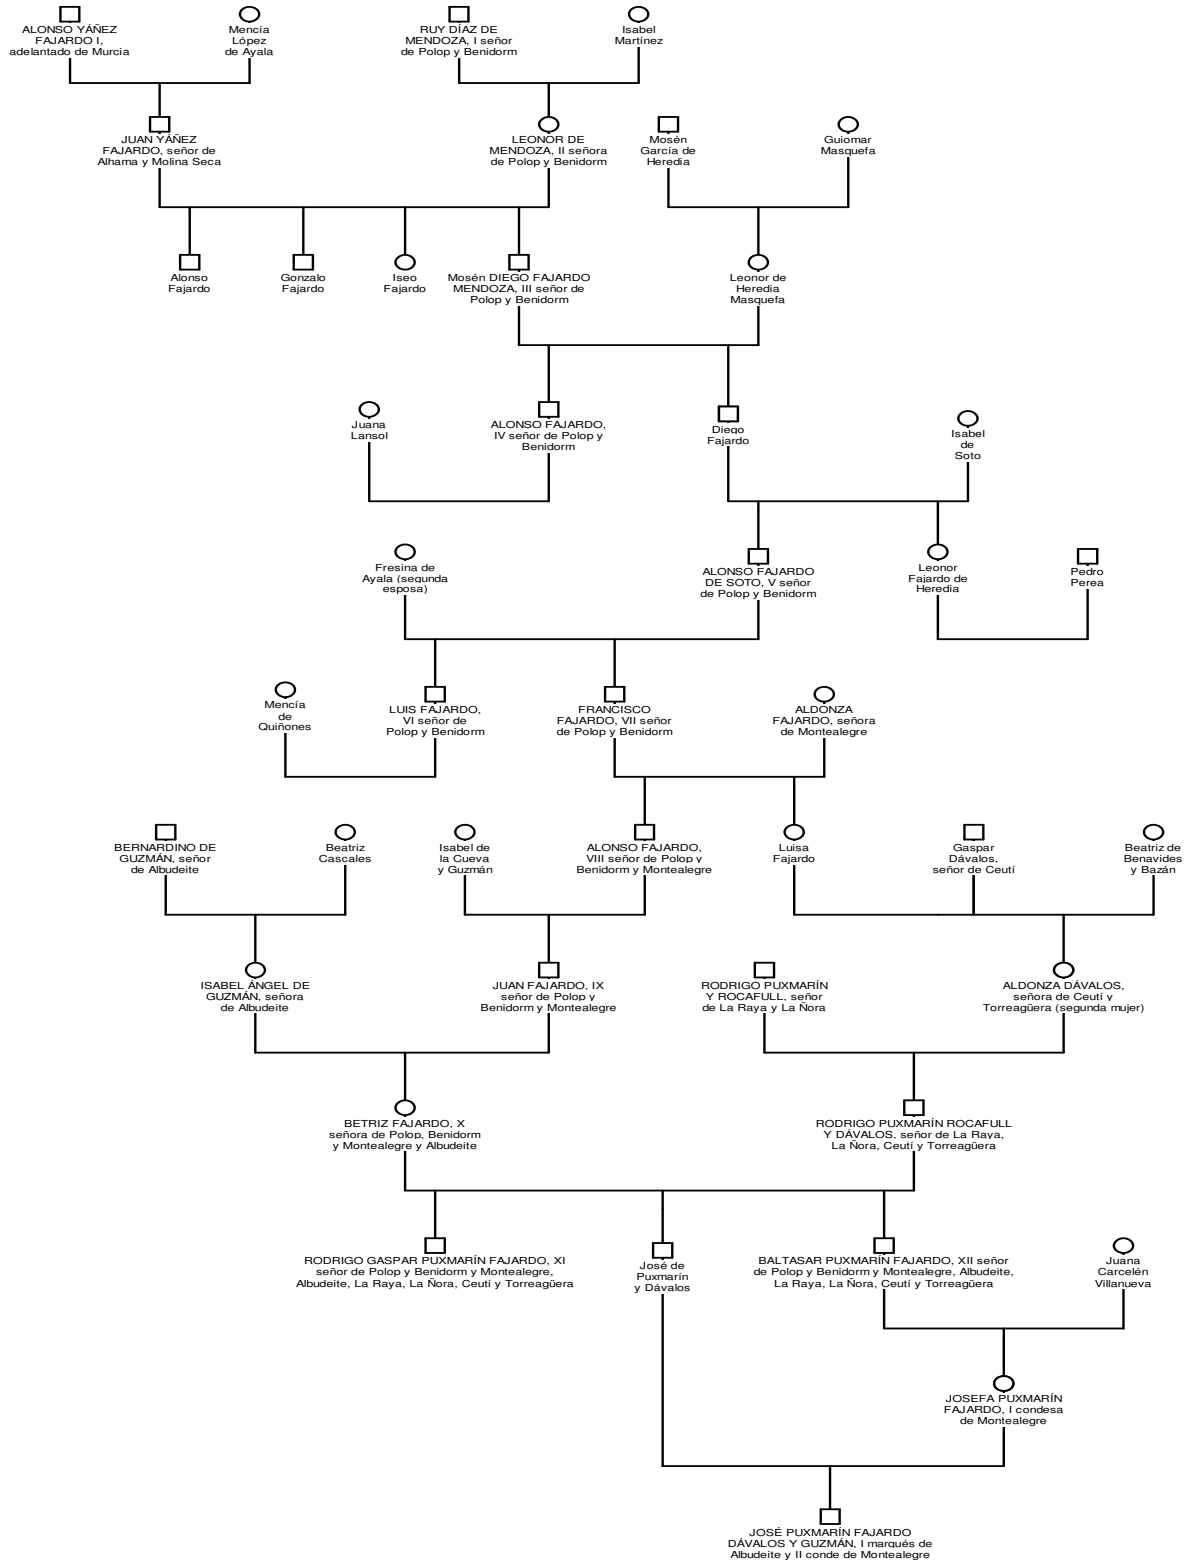 ALONSO YÁÑEZ
FAJARDO I,
adelantado de Murcia
Mencía
López
de Ayala
RUY DÍAZ DE
MENDOZA, I señor
de Polop y Benidorm
Isabel
Martínez
JUAN YÁÑEZ
FAJARDO, señor de
Alhama y Molina Seca
LEONOR DE
MENDOZA, II señora
de Polop y Benidorm
Mosén
García de
Heredia
Guiomar
Masquefa
Alonso
Fajardo
Gonzalo
Fajardo
Iseo
Fajardo
Mosén DIEGO FAJARDO
MENDOZA, III señor de
Polop y Benidorm
Leonor de
Heredia
Masquefa
Juana
Lansol
ALONSO FAJARDO,
IV señor de Polop y
Benidorm
Diego
Fajardo
Isabel
de
Soto
Fresina de
Ayala (segunda
esposa)
ALONSO FAJARDO
DE SOTO, V señor
de Polop y Benidorm
Leonor
Fajardo de
Heredia
Pedro
Perea
Mencía
de
Quiñones
LUIS FAJARDO,
VI señor de
Polop y Benidorm
FRANCISCO
FAJARDO, VII señor
de Polop y Benidorm
ALDONZA
FAJARDO, señora
de Montealegre
BERNARDINO DE
GUZMÁN, señor
de Albudeite
Beatriz
Cascales
Isabel de
la Cueva
y Guzmán
ALONSO FAJARDO,
VIII señor de Polop y
Benidorm y Montealegre
Luisa
Fajardo
Gaspar
Dávalos,
señor de Ceutí
Beatriz de
Benavides
y Bazán
ISABEL ÁNGEL DE
GUZMÁN, señora
de Albudeite
JUAN FAJARDO, IX
señor de Polop y
Benidorm y Montealegre
RODRIGO PUXMARÍN
Y ROCAFULL, señor
de La Raya y La Ñora
ALDONZA DÁVALOS,
señora de Ceutí y
Torreagüera (segunda mujer)
BETRIZ FAJARDO, X
señora de Polop, Benidorm
y Montealegre y Albudeite
RODRIGO PUXMARÍN ROCAFULL
Y DÁVALOS, señor de La Raya,
La Ñora, Ceutí y Torreagüera
RODRIGO GASPAR PUXMARÍN FAJARDO, XI
señor de Polop y Benidorm y Montealegre,
Albudeite, La Raya, La Ñora, Ceutí y Torreagüera
José de
Puxmarín
y Dávalos
BALTASAR PUXMARÍN FAJARDO, XII señor
de Polop y Benidorm y Montealegre, Albudeite,
La Raya, La Ñora, Ceutí y Torreagüera
Juana
Carcelén
Villanueva
JOSEFA PUXMARÍN
FAJARDO, I condesa
de Montealegre
JOSÉ PUXMARÍN FAJARDO
DÁVALOS Y GUZMÁN, I marqués de
Albudeite y II conde de Montealegre